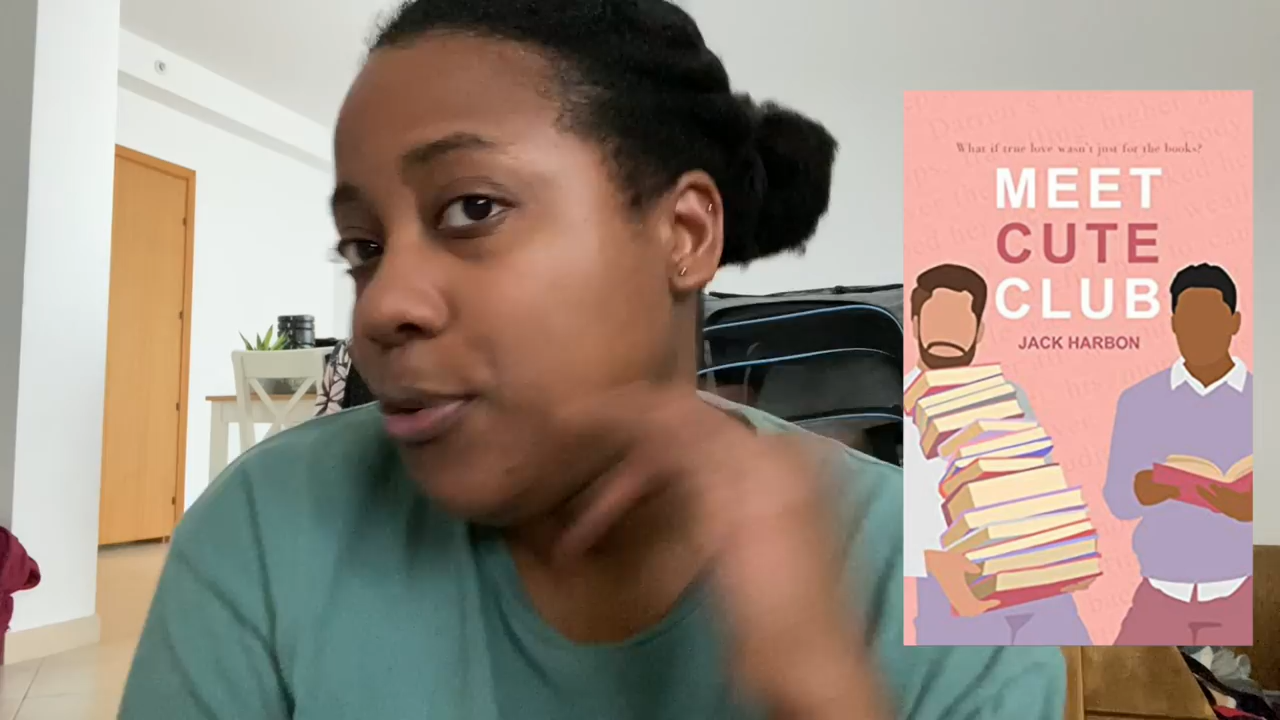 What if true love wasn't just for the books?
MEET
CUTE
CLUB
JACK HARBON